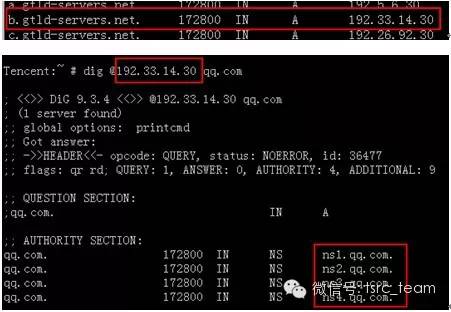 a.gtld-servers.net. 172800 IN A 192.5.6.30
b.gtld-servers.net. 172800 IN A 192.33.14.30
c.gtld-servers.net. 172800 IN A 192.26.92.30
Tencent:~ # dig @192.33.14.30 qq.com
; <<>> DiG 9.3.4 <<>> @192.33.14.30 qq.com
; (1 server found)
;; global options: printcmd
;; Got answer:
;; ->>HEADER<<- opcode: QUERY, status: NOERROR, id: 36477
;; flags: qr rd; QUERY: 1, ANSWER: 0, AUTHORITY: 4, ADDITIONAL: 9
;; QUESTION SECTION:
;qq.com. IN A
;; AUTHORITY SECTION:
qq.com. 172800 IN NS ns1.qq.com.
qq.com. 172800 IN NS ns2.qq.com.
qq.com. 172800 IN NS ns3.qq.com.
qq.com. 172800 IN NS ns4.qq.com.
微信号: tsrc_team